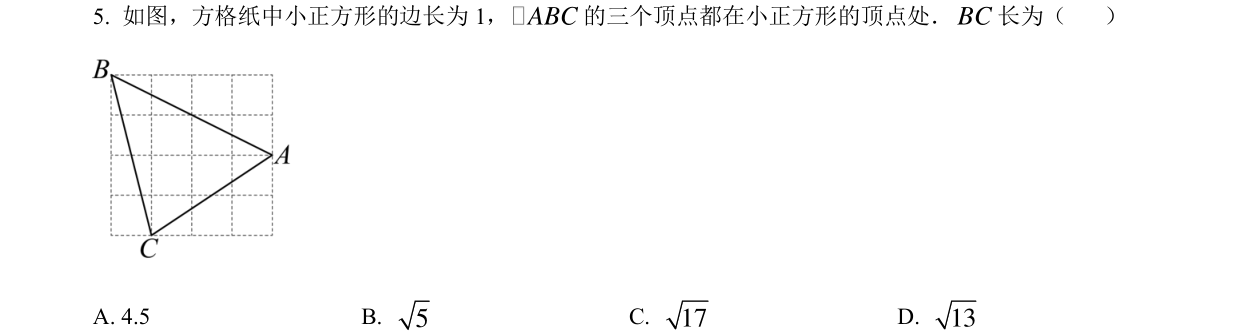 5. 如图，方格纸中小正方形的边长为 1，□ABC 的三个顶点都在小正方形的顶点处．BC 长为（　　）
B
A
C
A. 4.5　B. √5　C. √17　D. √13